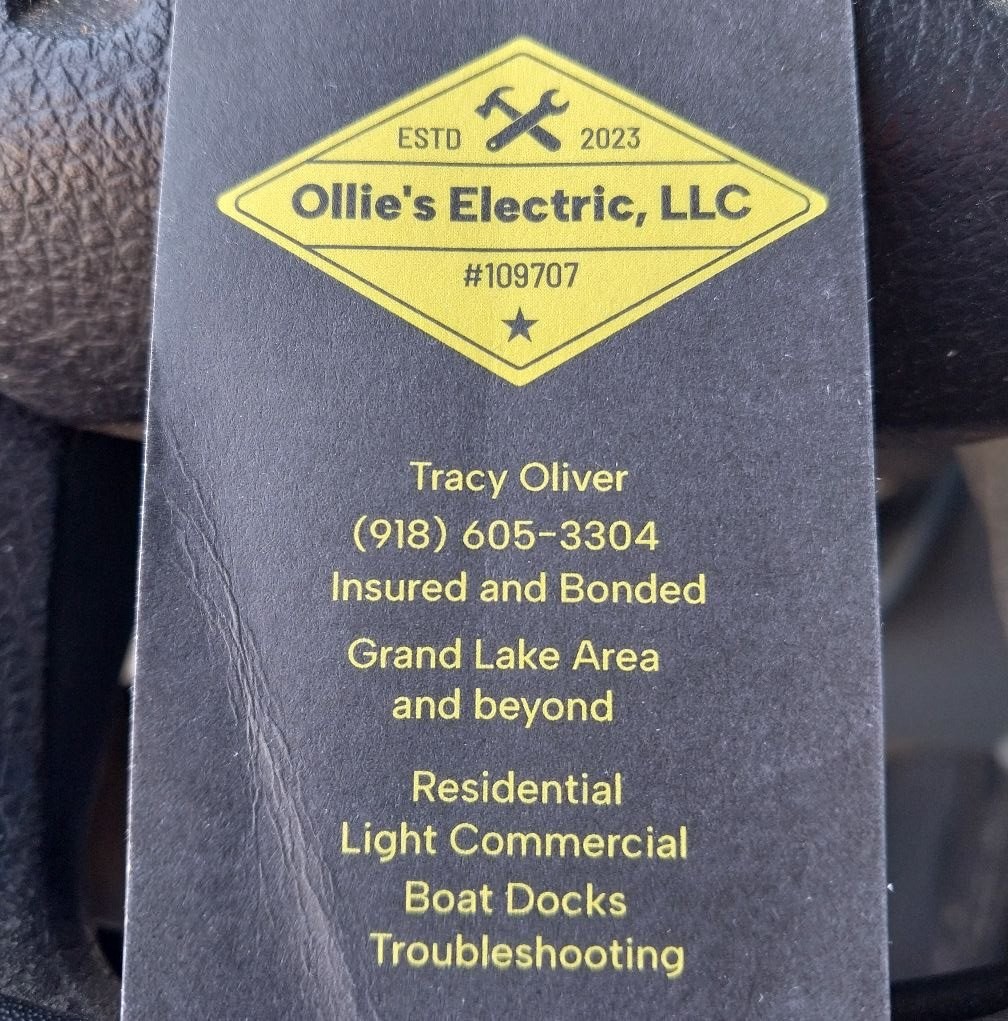 ESTD 2023
Ollie's Electric, LLC
#109707
Tracy Oliver
(918) 605-3304
Insured and Bonded
Grand Lake Area
and beyond
Residential
Light Commercial
Boat Docks
Troubleshooting